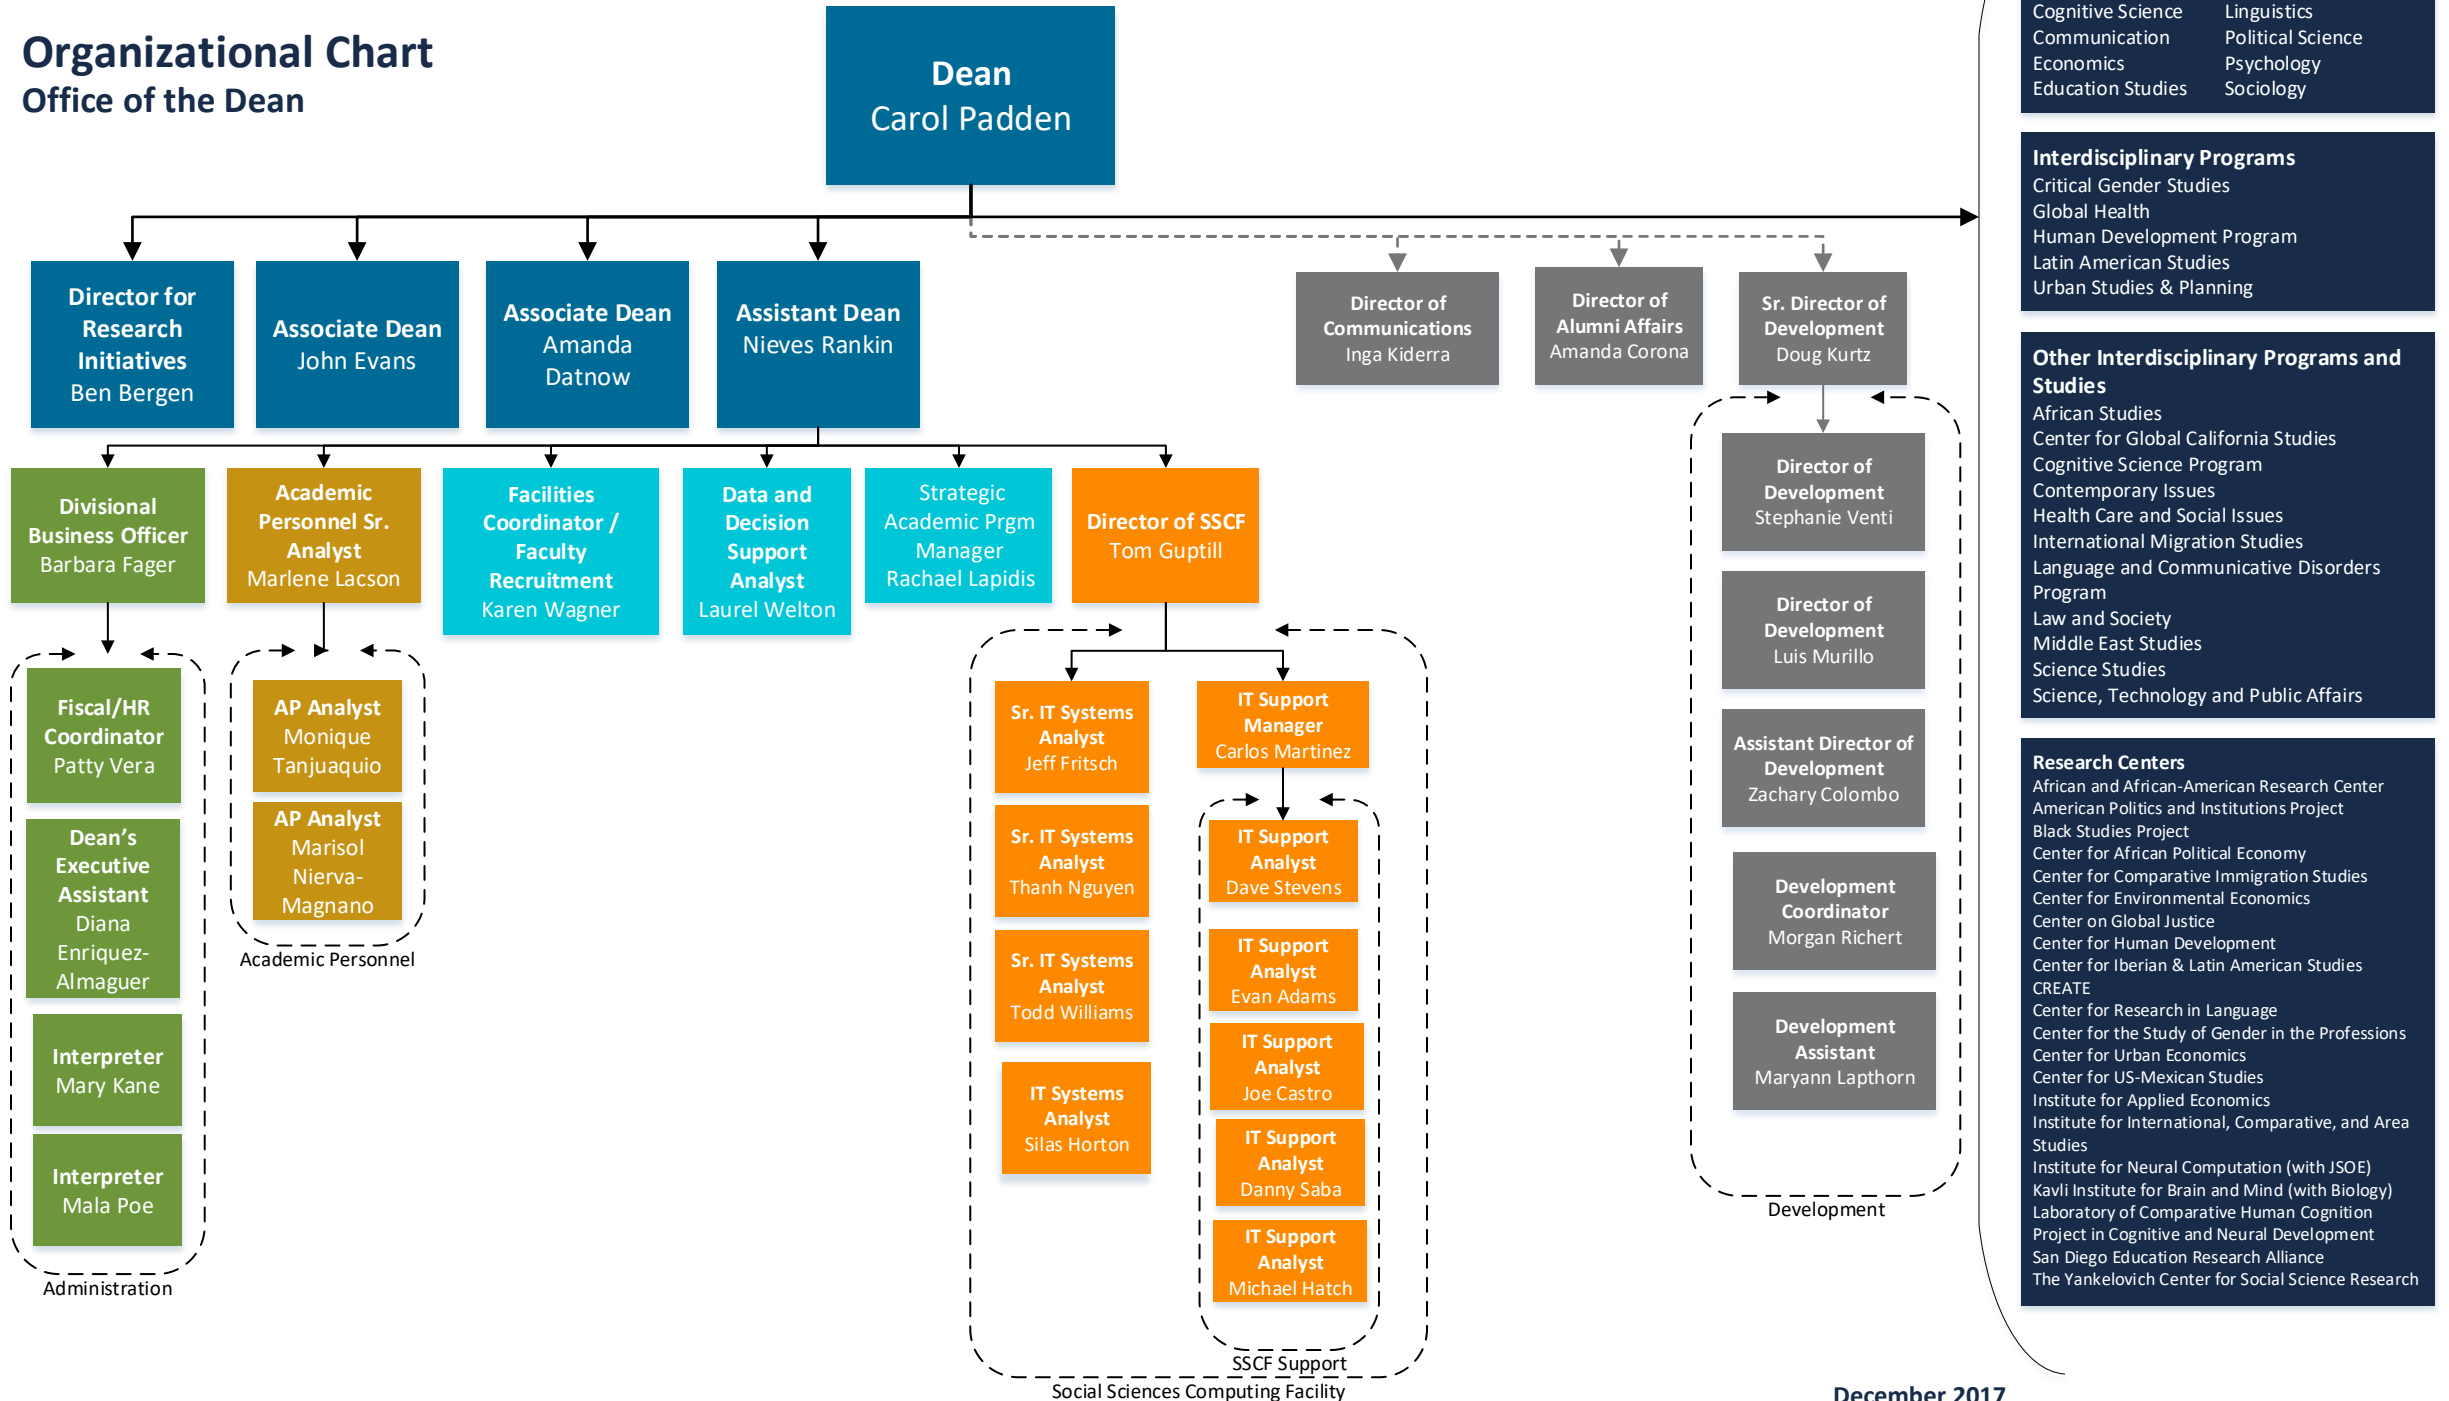 Organizational Chart
Office of the Dean
Dean
Carol Padden
Director for
Research
Initiatives
Ben Bergen
Associate Dean
John Evans
Associate Dean
Amanda
Datnow
Assistant Dean
Nieves Rankin
Director of
Communications
Inga Kiderra
Director of
Alumni Affairs
Amanda Corona
Sr. Director of
Development
Doug Kurtz
Divisional
Business Officer
Barbara Fager
Academic
Personnel Sr.
Analyst
Marlene Lacson
Facilities
Coordinator /
Faculty
Recruitment
Karen Wagner
Data and
Decision
Support
Analyst
Laurel Welton
Strategic
Academic Prgm
Manager
Rachael Lapidis
Director of SSCF
Tom Guptill
Fiscal/HR
Coordinator
Patty Vera
Dean’s
Executive
Assistant
Diana
Enriquez-
Almaguer
Interpreter
Mary Kane
Interpreter
Mala Poe
Administration
AP Analyst
Monique
Tanjuaquio
AP Analyst
Marisol
Nierva-
Magnano
Academic Personnel
Sr. IT Systems
Analyst
Jeff Fritsch
Sr. IT Systems
Analyst
Thanh Nguyen
Sr. IT Systems
Analyst
Todd Williams
IT Systems
Analyst
Silas Horton
IT Support
Manager
Carlos Martinez
IT Support
Analyst
Dave Stevens
IT Support
Analyst
Evan Adams
IT Support
Analyst
Joe Castro
IT Support
Analyst
Danny Saba
IT Support
Analyst
Michael Hatch
SSCF Support
Social Sciences Computing Facility
Director of
Development
Stephanie Venti
Director of
Development
Luis Murillo
Assistant Director of
Development
Zachary Colombo
Development
Coordinator
Morgan Richert
Development
Assistant
Maryann Lapthorn
Development
Cognitive Science Linguistics
Communication Political Science
Economics Psychology
Education Studies Sociology
Interdisciplinary Programs
Critical Gender Studies
Global Health
Human Development Program
Latin American Studies
Urban Studies & Planning
Other Interdisciplinary Programs and
Studies
African Studies
Center for Global California Studies
Cognitive Science Program
Contemporary Issues
Health Care and Social Issues
International Migration Studies
Language and Communicative Disorders
Program
Law and Society
Middle East Studies
Science Studies
Science, Technology and Public Affairs
Research Centers
African and African-American Research Center
American Politics and Institutions Project
Black Studies Project
Center for African Political Economy
Center for Comparative Immigration Studies
Center for Environmental Economics
Center on Global Justice
Center for Human Development
Center for Iberian & Latin American Studies
CREATE
Center for Research in Language
Center for the Study of Gender in the Professions
Center for Urban Economics
Center for US-Mexican Studies
Institute for Applied Economics
Institute for International, Comparative, and Area
Studies
Institute for Neural Computation (with JSOE)
Kavli Institute for Brain and Mind (with Biology)
Laboratory of Comparative Human Cognition
Project in Cognitive and Neural Development
San Diego Education Research Alliance
The Yankelovich Center for Social Science Research
December 2017